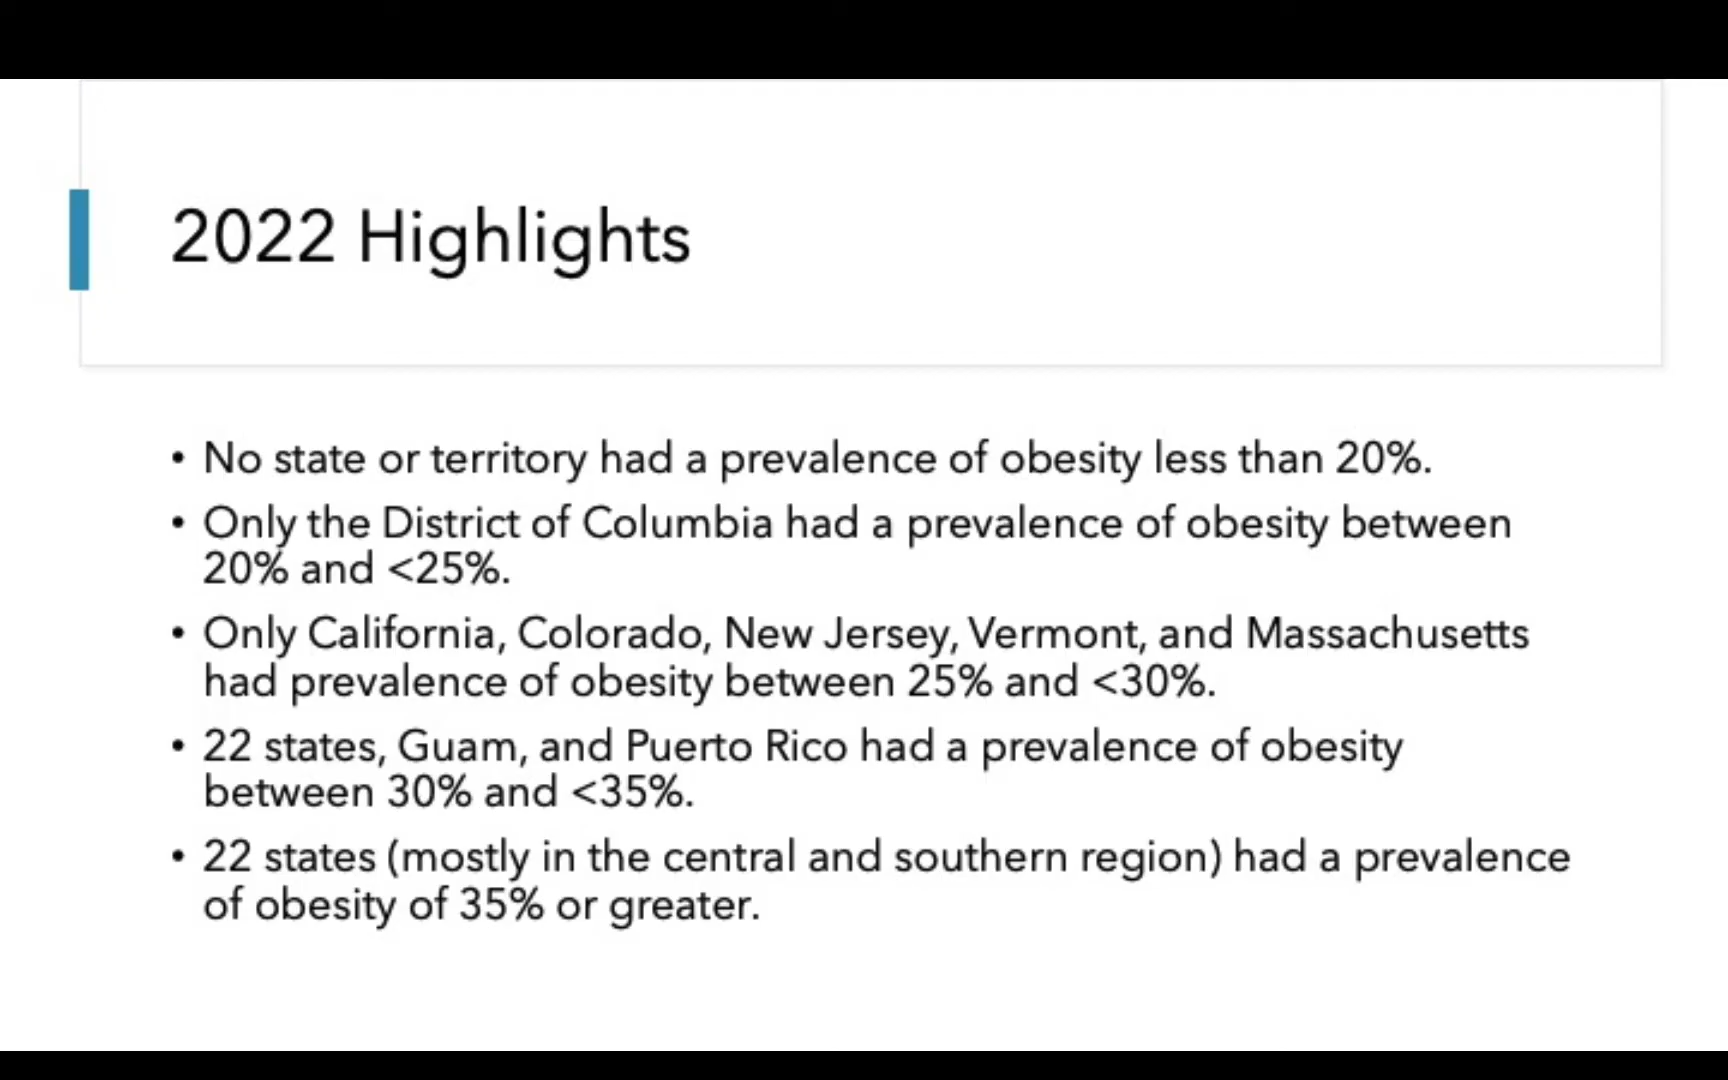 2022 Highlights
• No state or territory had a prevalence of obesity less than 20%.
• Only the District of Columbia had a prevalence of obesity between
20% and <25%.
• Only California, Colorado, New Jersey, Vermont, and Massachusetts
had prevalence of obesity between 25% and <30%.
• 22 states, Guam, and Puerto Rico had a prevalence of obesity
between 30% and <35%.
• 22 states (mostly in the central and southern region) had a prevalence
of obesity of 35% or greater.